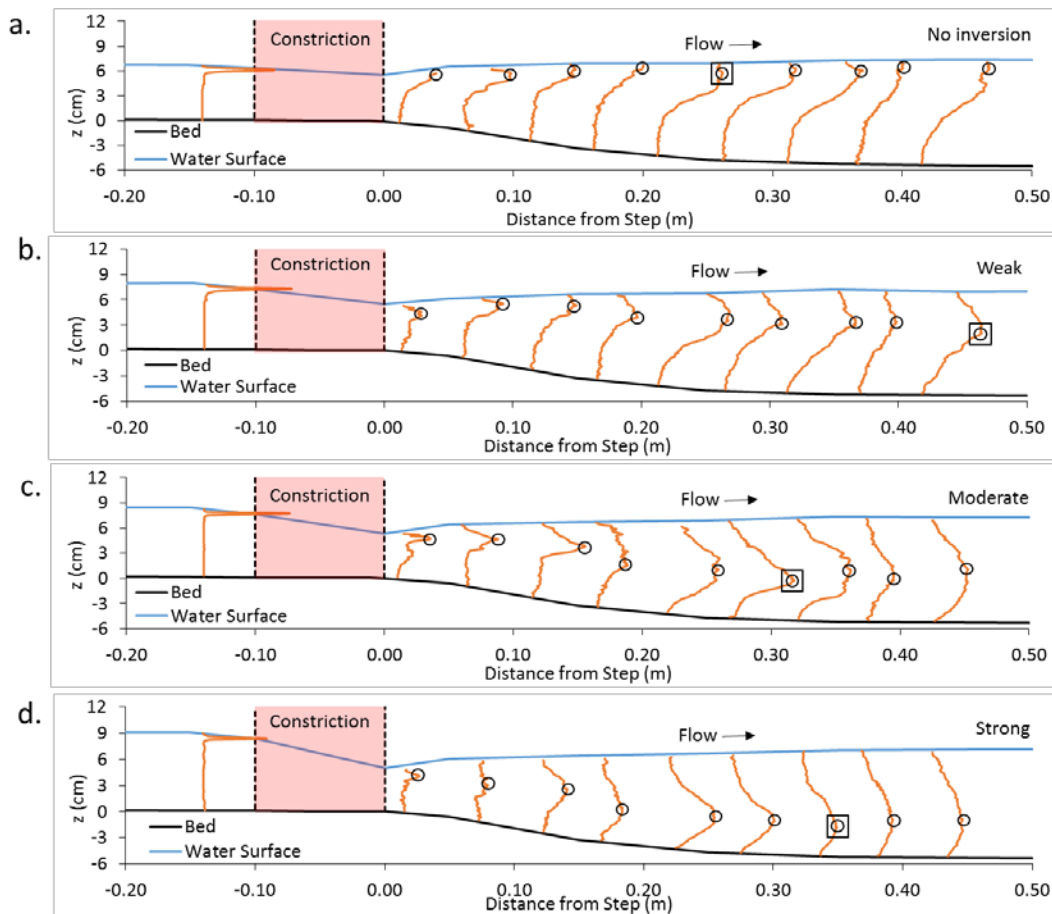 a.
12
9
6
3
0
-3
-6
z (cm)
Constriction
Flow
No inversion
Bed
Water Surface
-0.20 -0.10 0.00 0.10 0.20 0.30 0.40 0.50
Distance from Step (m)
b.
12
9
6
3
0
-3
-6
z (cm)
Constriction
Flow
Weak
Bed
Water Surface
-0.20 -0.10 0.00 0.10 0.20 0.30 0.40 0.50
Distance from Step (m)
c.
12
9
6
3
0
-3
-6
z (cm)
Constriction
Flow
Moderate
Bed
Water Surface
-0.20 -0.10 0.00 0.10 0.20 0.30 0.40 0.50
Distance from Step (m)
d.
12
9
6
3
0
-3
-6
z (cm)
Constriction
Flow
Strong
Bed
Water Surface
-0.20 -0.10 0.00 0.10 0.20 0.30 0.40 0.50
Distance from Step (m)